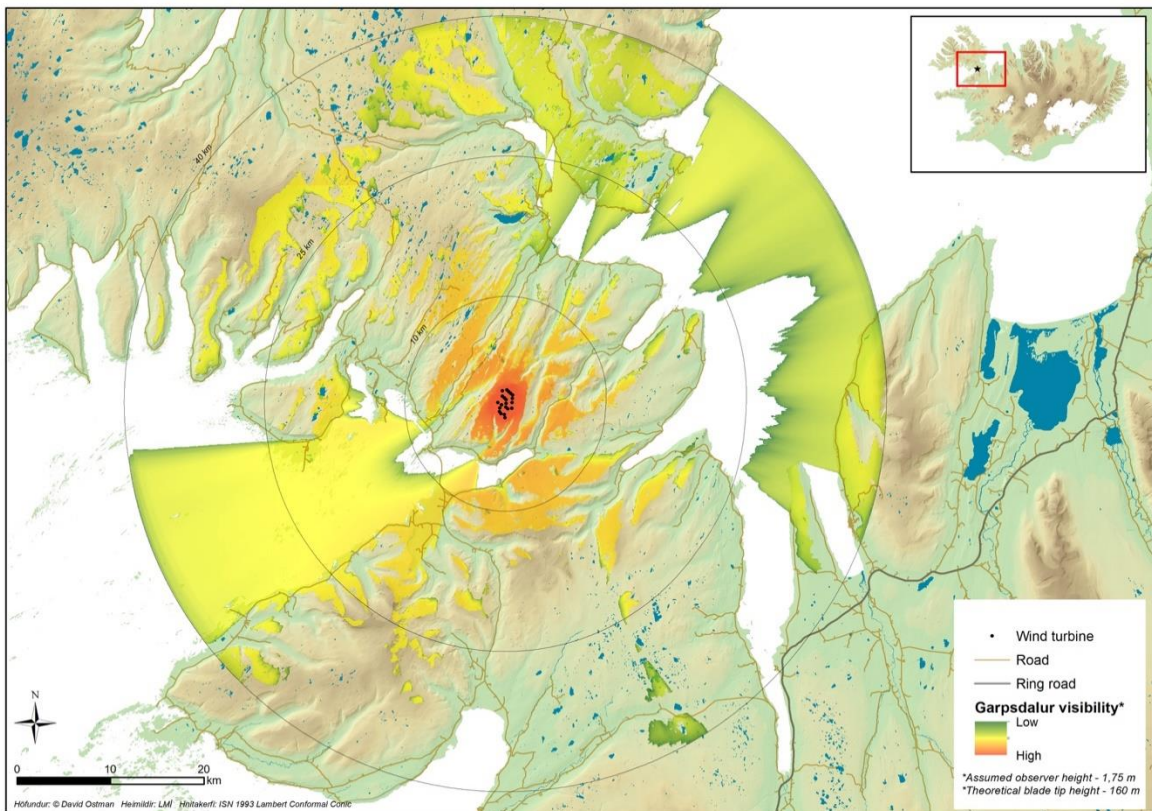 40 km
25 km
10 km
N
0 10 20
km
Wind turbine
Road
Ring road
Garpsdalur visibility*
Low
High
*Assumed observer height - 1,75 m
*Theoretical blade tip height - 160 m
Höfundur: © David Ostman Heimildir: LMÍ Hnitakerfi: ISN 1993 Lambert Conformal Conic